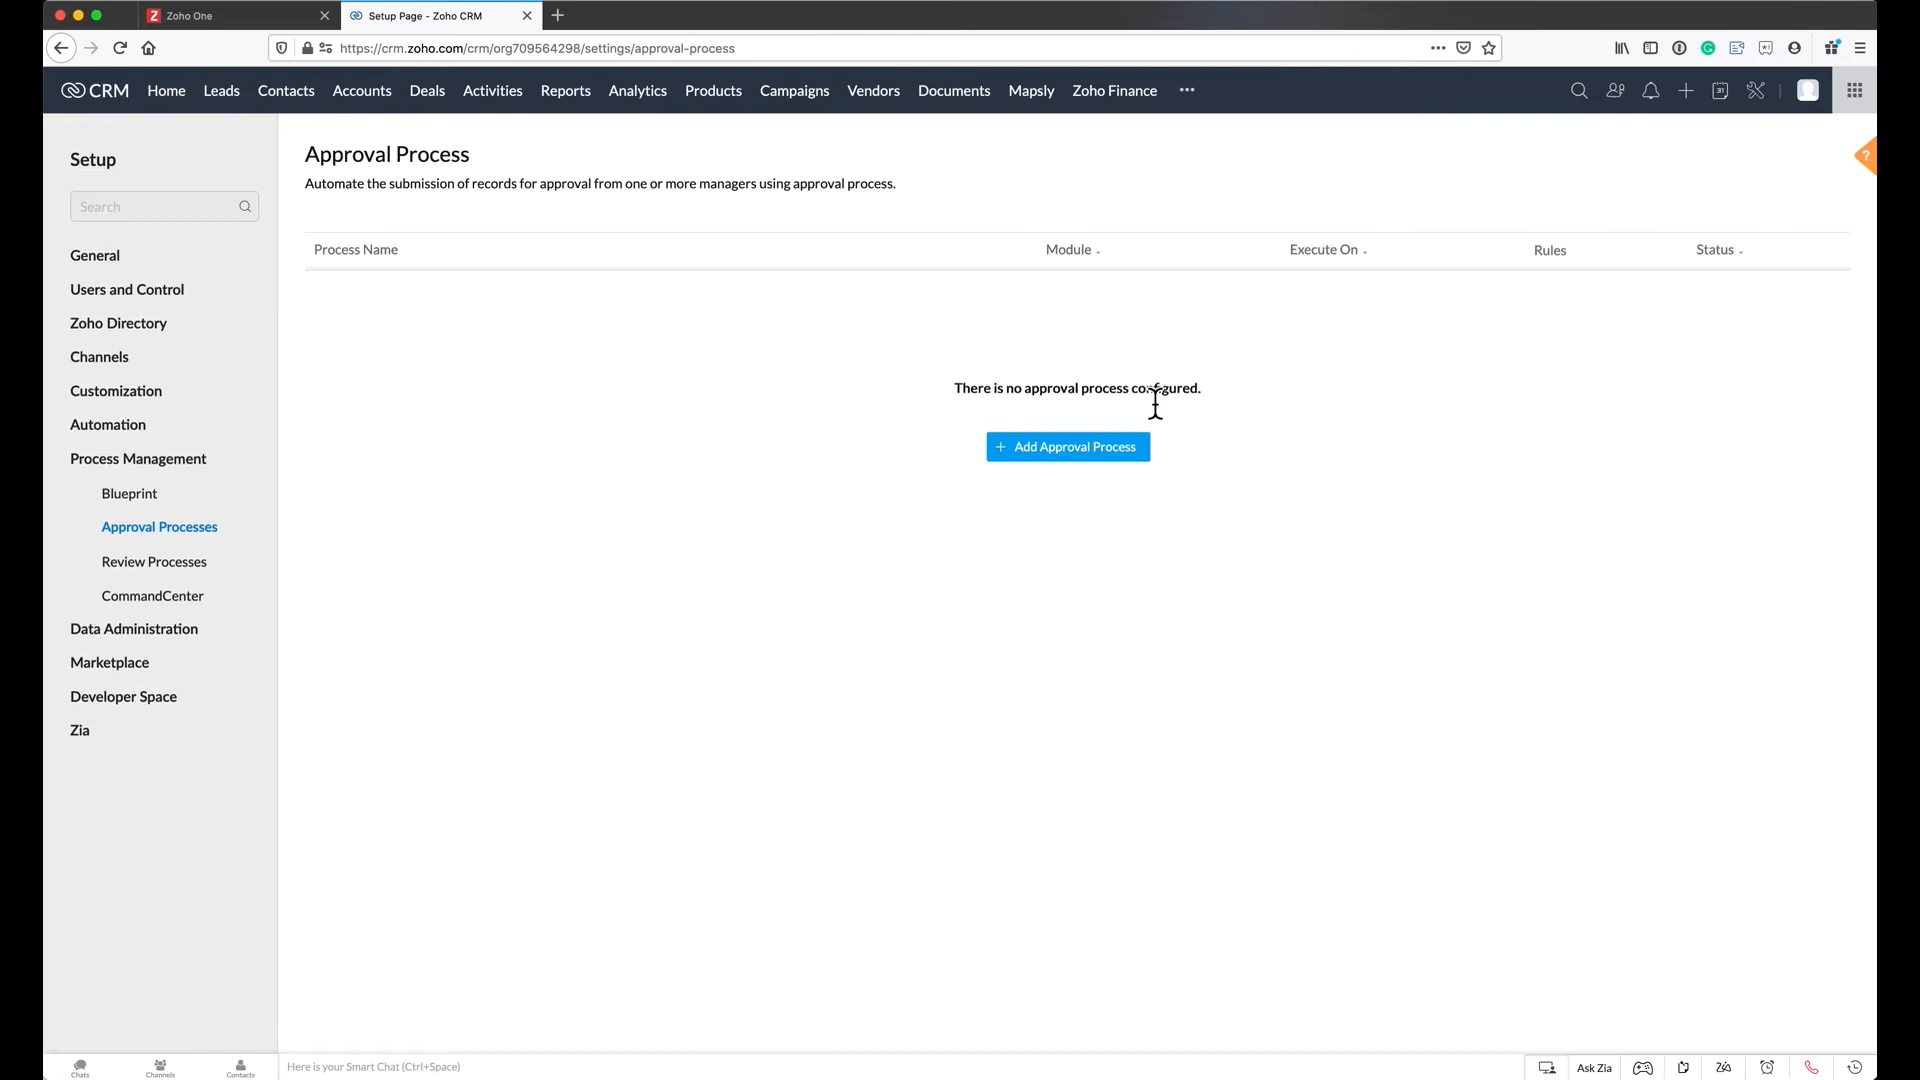 Zoho One
Setup Page - Zoho CRM
https://crm.zoho.com/crm/org709564298/settings/approval-process
CRM Home Leads Contacts Accounts Deals Activities Reports Analytics Products Campaigns Vendors Documents Mapsly Zoho Finance
31
?
Setup
Search
General
Users and Control
Zoho Directory
Channels
Customization
Automation
Process Management
Blueprint
Approval Processes
Review Processes
CommandCenter
Data Administration
Marketplace
Developer Space
Zia
Approval Process
Automate the submission of records for approval from one or more managers using approval process.
Process Name Module Execute On Rules Status
There is no approval process configured.
+ Add Approval Process
Chats Channels Contacts
Here is your Smart Chat (Ctrl+Space)
Ask Zia